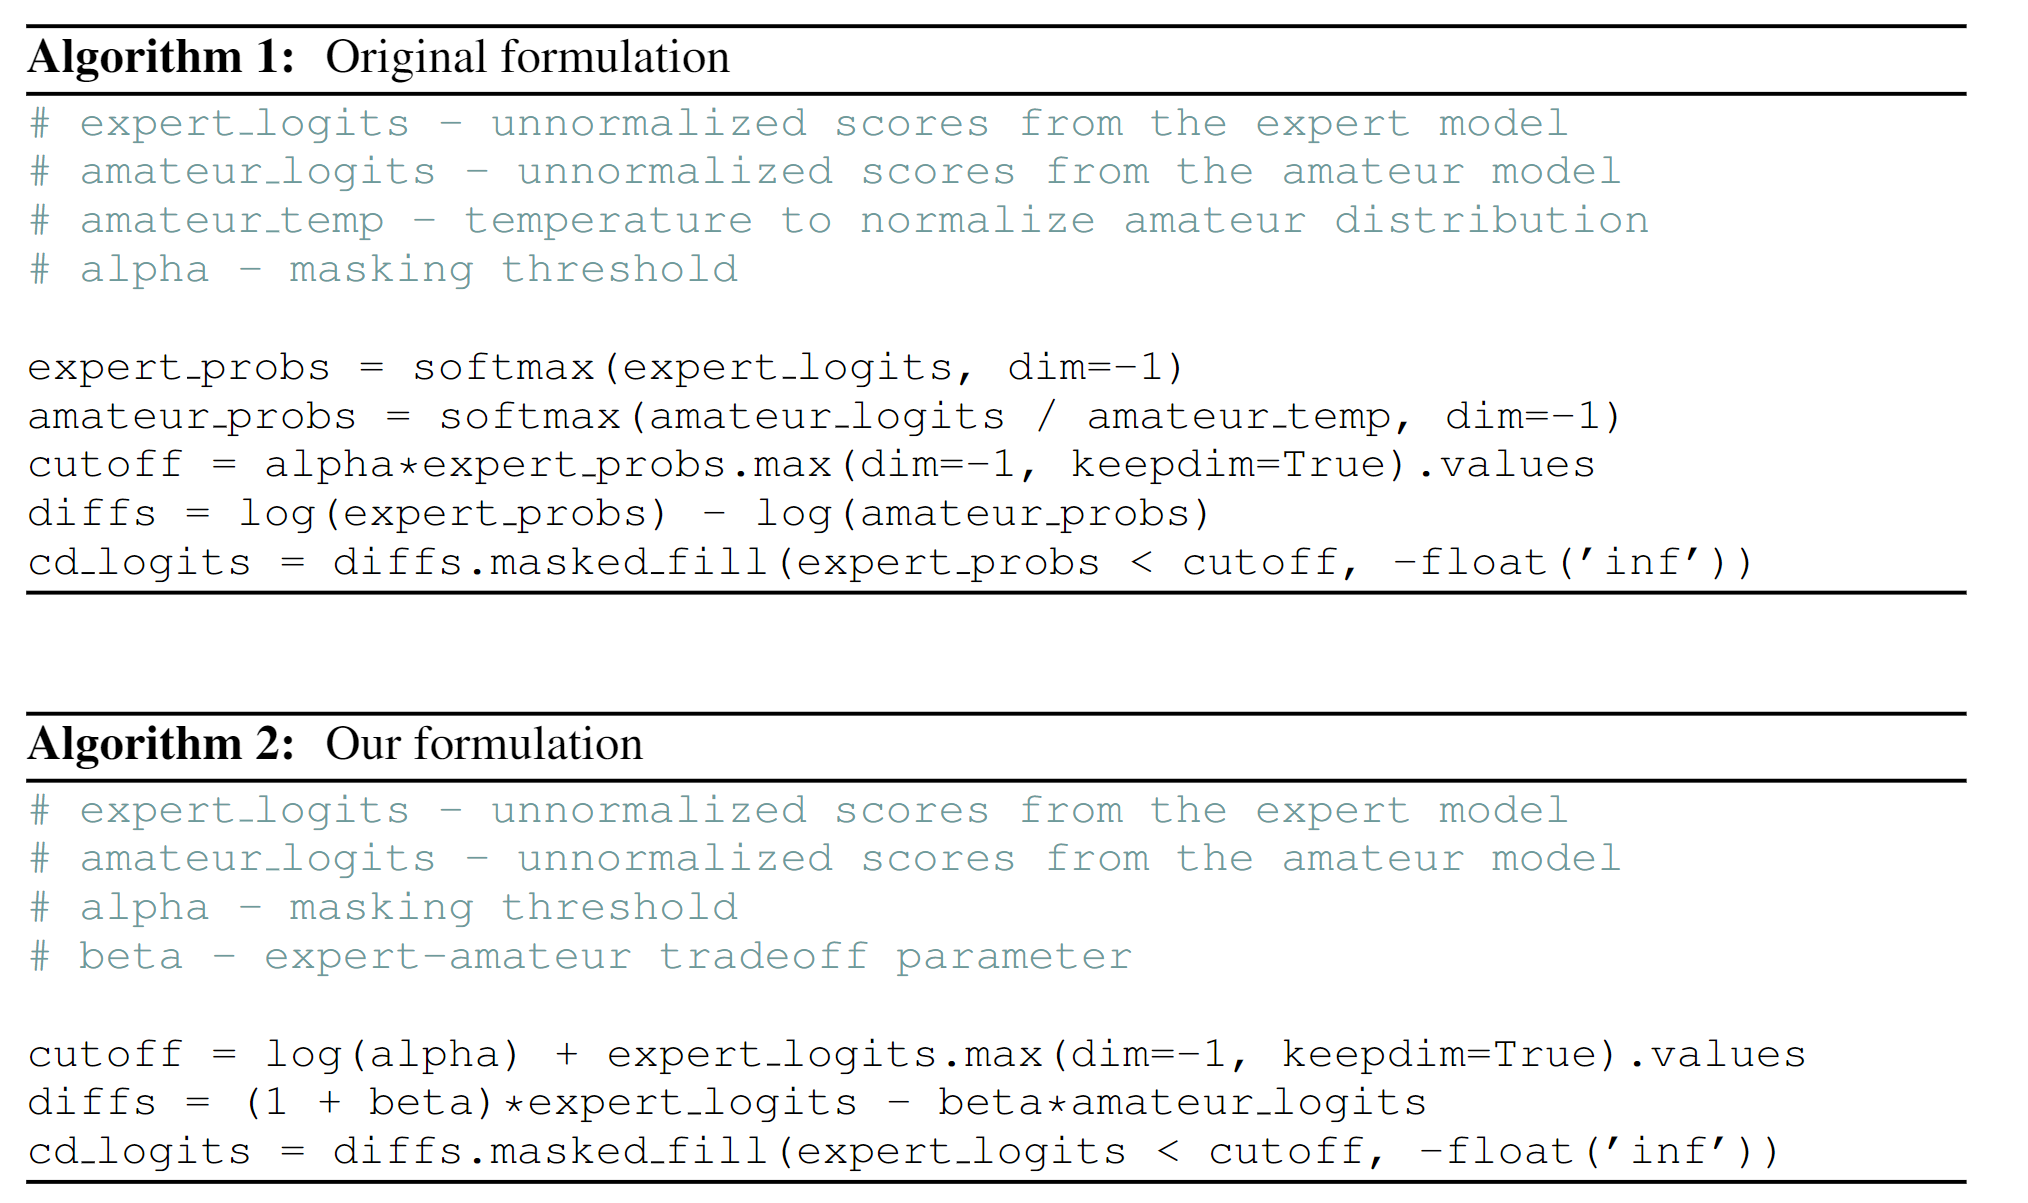 Algorithm 1: Original formulation
# expert_logits - unnormalized scores from the expert model
# amateur_logits - unnormalized scores from the amateur model
# amateur_temp - temperature to normalize amateur distribution
# alpha - masking threshold
expert_probs = softmax(expert_logits, dim=-1)
amateur_probs = softmax(amateur_logits / amateur_temp, dim=-1)
cutoff = alpha*expert_probs.max(dim=-1, keepdim=True).values
diffs = log(expert_probs) - log(amateur_probs)
cd_logits = diffs.masked_fill(expert_probs < cutoff, -float('inf'))
Algorithm 2: Our formulation
# expert_logits - unnormalized scores from the expert model
# amateur_logits - unnormalized scores from the amateur model
# alpha - masking threshold
# beta - expert-amateur tradeoff parameter
cutoff = log(alpha) + expert_logits.max(dim=-1, keepdim=True).values
diffs = (1 + beta)*expert_logits - beta*amateur_logits
cd_logits = diffs.masked_fill(expert_logits < cutoff, -float('inf'))